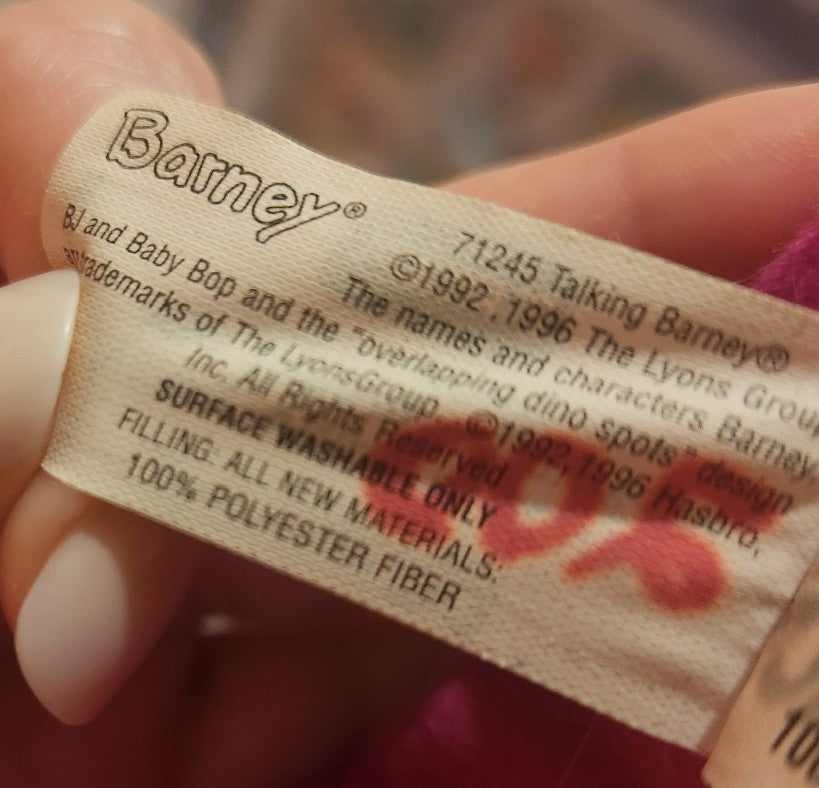 Barney®
71245 Talking Barney®
©1992, 1996 The Lyons Group
The names and characters Barney,
BJ and Baby Bop and the "overlapping dino spots" design
trademarks of The Lyons Group. ©1992, 1996 Hasbro,
Inc. All Rights Reserved
SURFACE WASHABLE ONLY
FILLING: ALL NEW MATERIALS:
100% POLYESTER FIBER